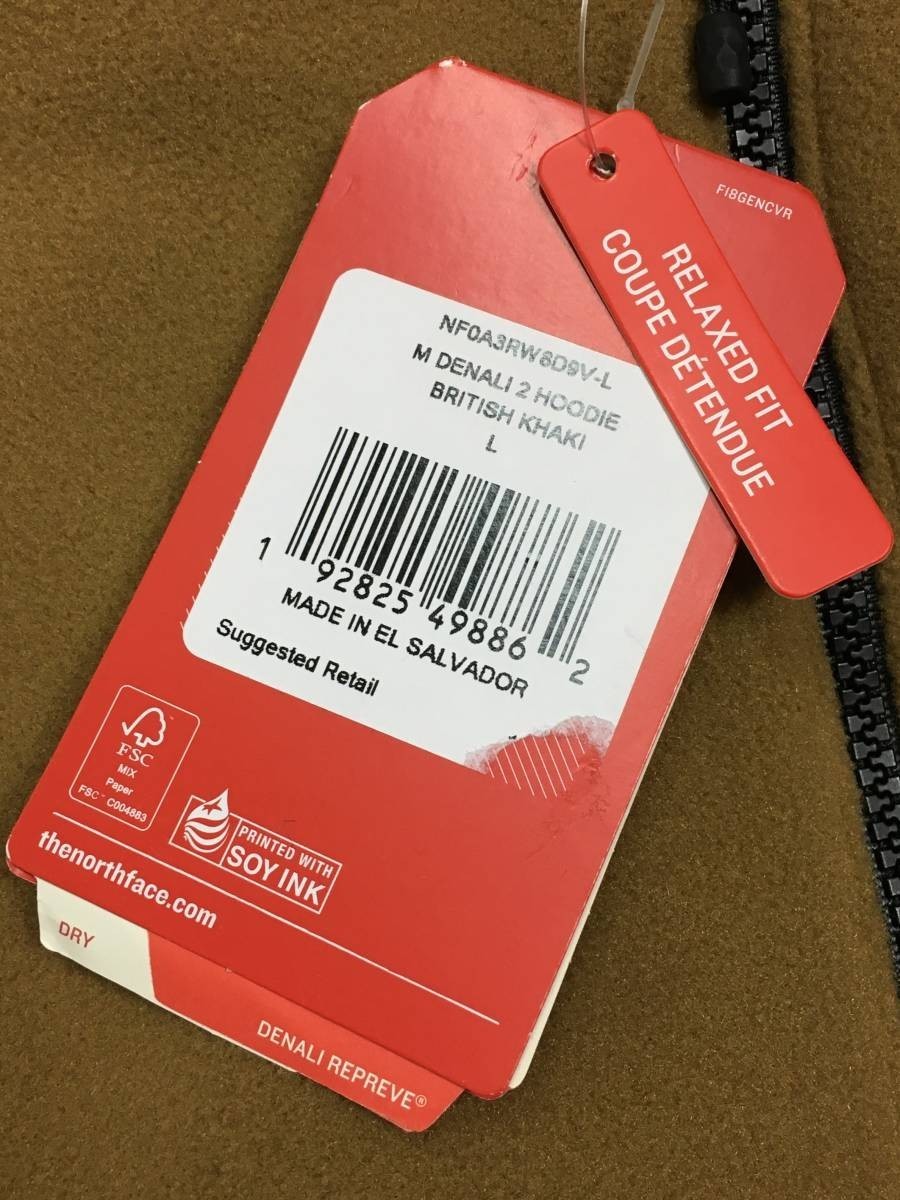 FI8GENCVR
RELAXED FIT
COUPE DÉTENDUE
NF0A3RW8D9V-L
M DENALI 2 HOODIE
BRITISH KHAKI
L
1 92825 49886 2
MADE IN EL SALVADOR
Suggested Retail
FSC
MIX
Paper
FSC™ C004883
PRINTED WITH
SOY INK
thenorthface.com
DRY
DENALI REPREVE®